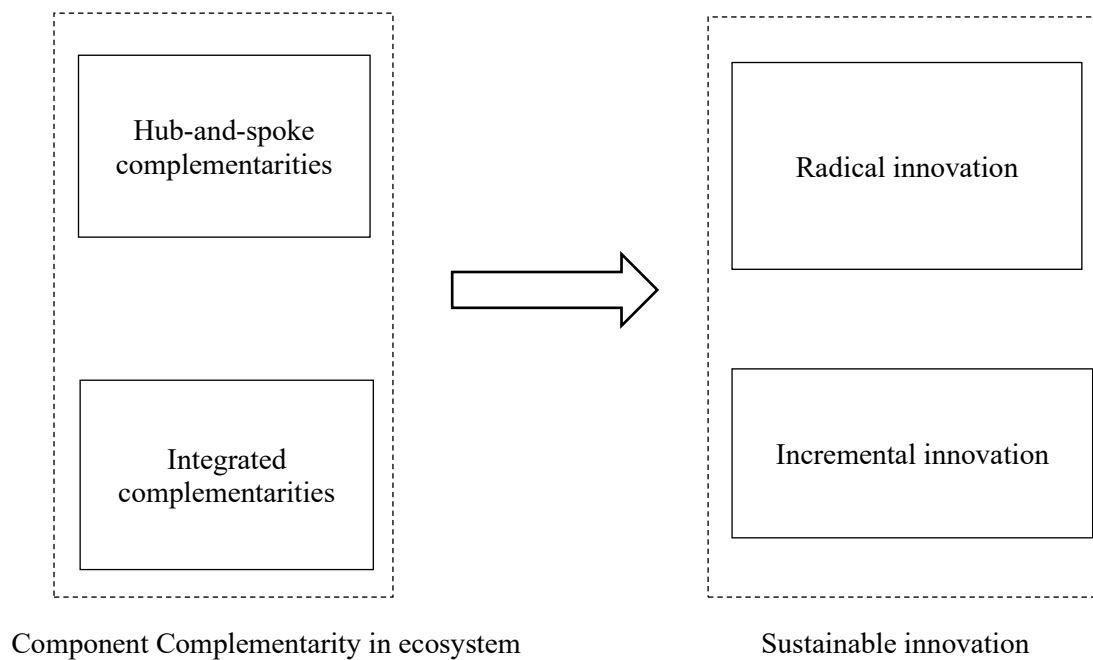 Hub-and-spoke
complementarities
Integrated
complementarities
Component Complementarity in ecosystem
Radical innovation
Incremental innovation
Sustainable innovation